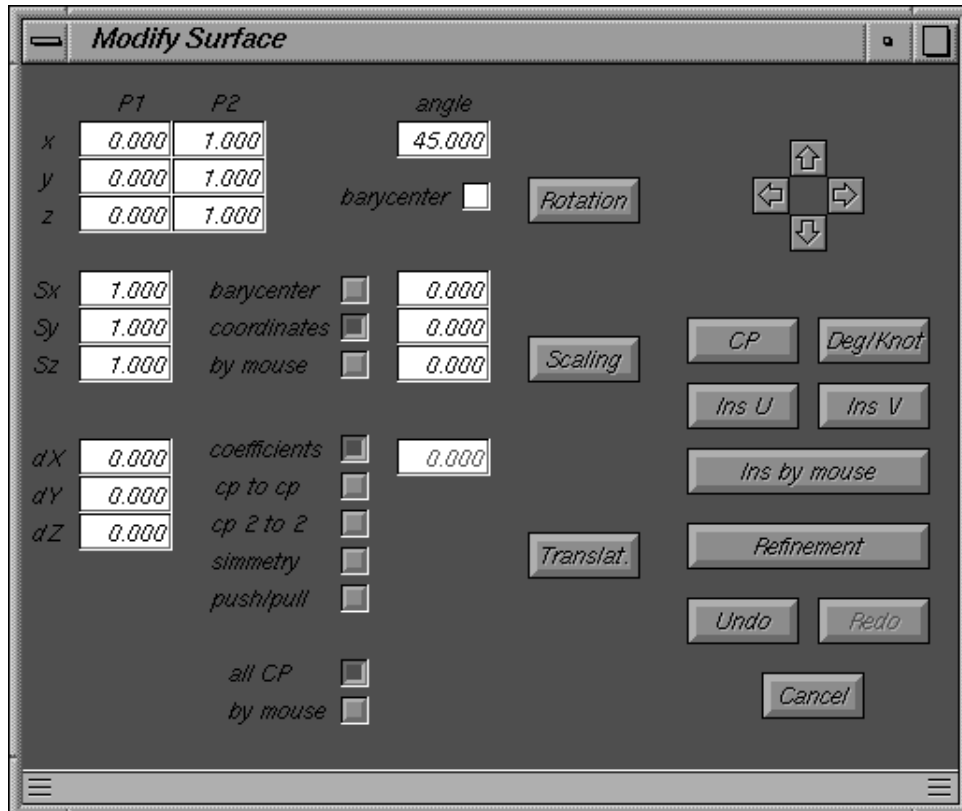 Modify Surface
P1 P2 angle
x 0.000 1.000 45.000
y 0.000 1.000
barycenter Rotation
z 0.000 1.000
Sx 1.000 barycenter 0.000
Sy 1.000 coordinates 0.000
CP Deg/Knot
Sz 1.000 by mouse 0.000 Scaling
Ins U Ins V
dX 0.000 coefficients 0.000
Ins by mouse
dY 0.000 cp to cp
dZ 0.000 cp 2 to 2
Refinement
simmetry Translat.
push/pull
Undo Redo
all CP
Cancel
by mouse